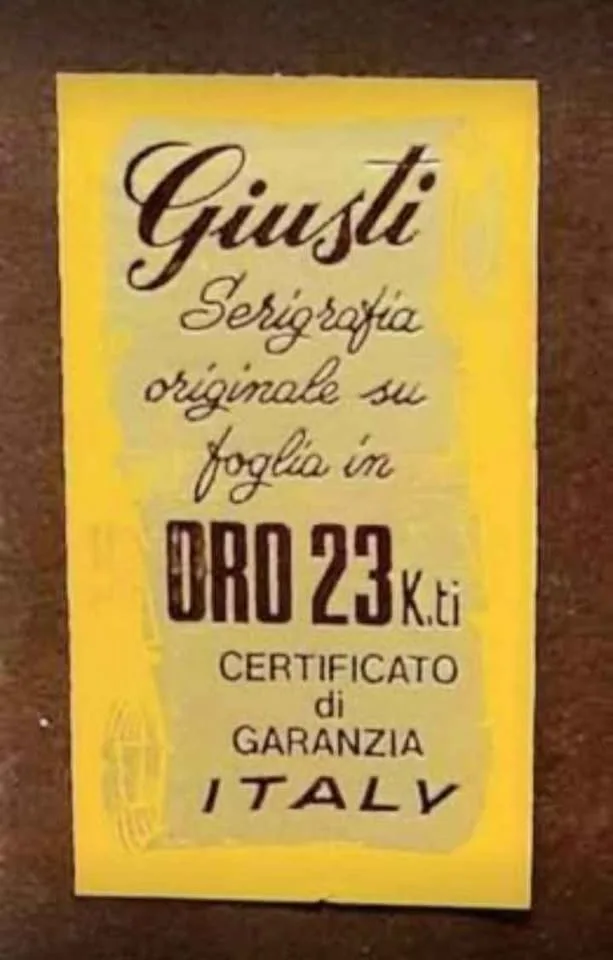 Giusti
Serigrafia
originale su
foglia in
ORO 23 K.ti
CERTIFICATO
di
GARANZIA
ITALY